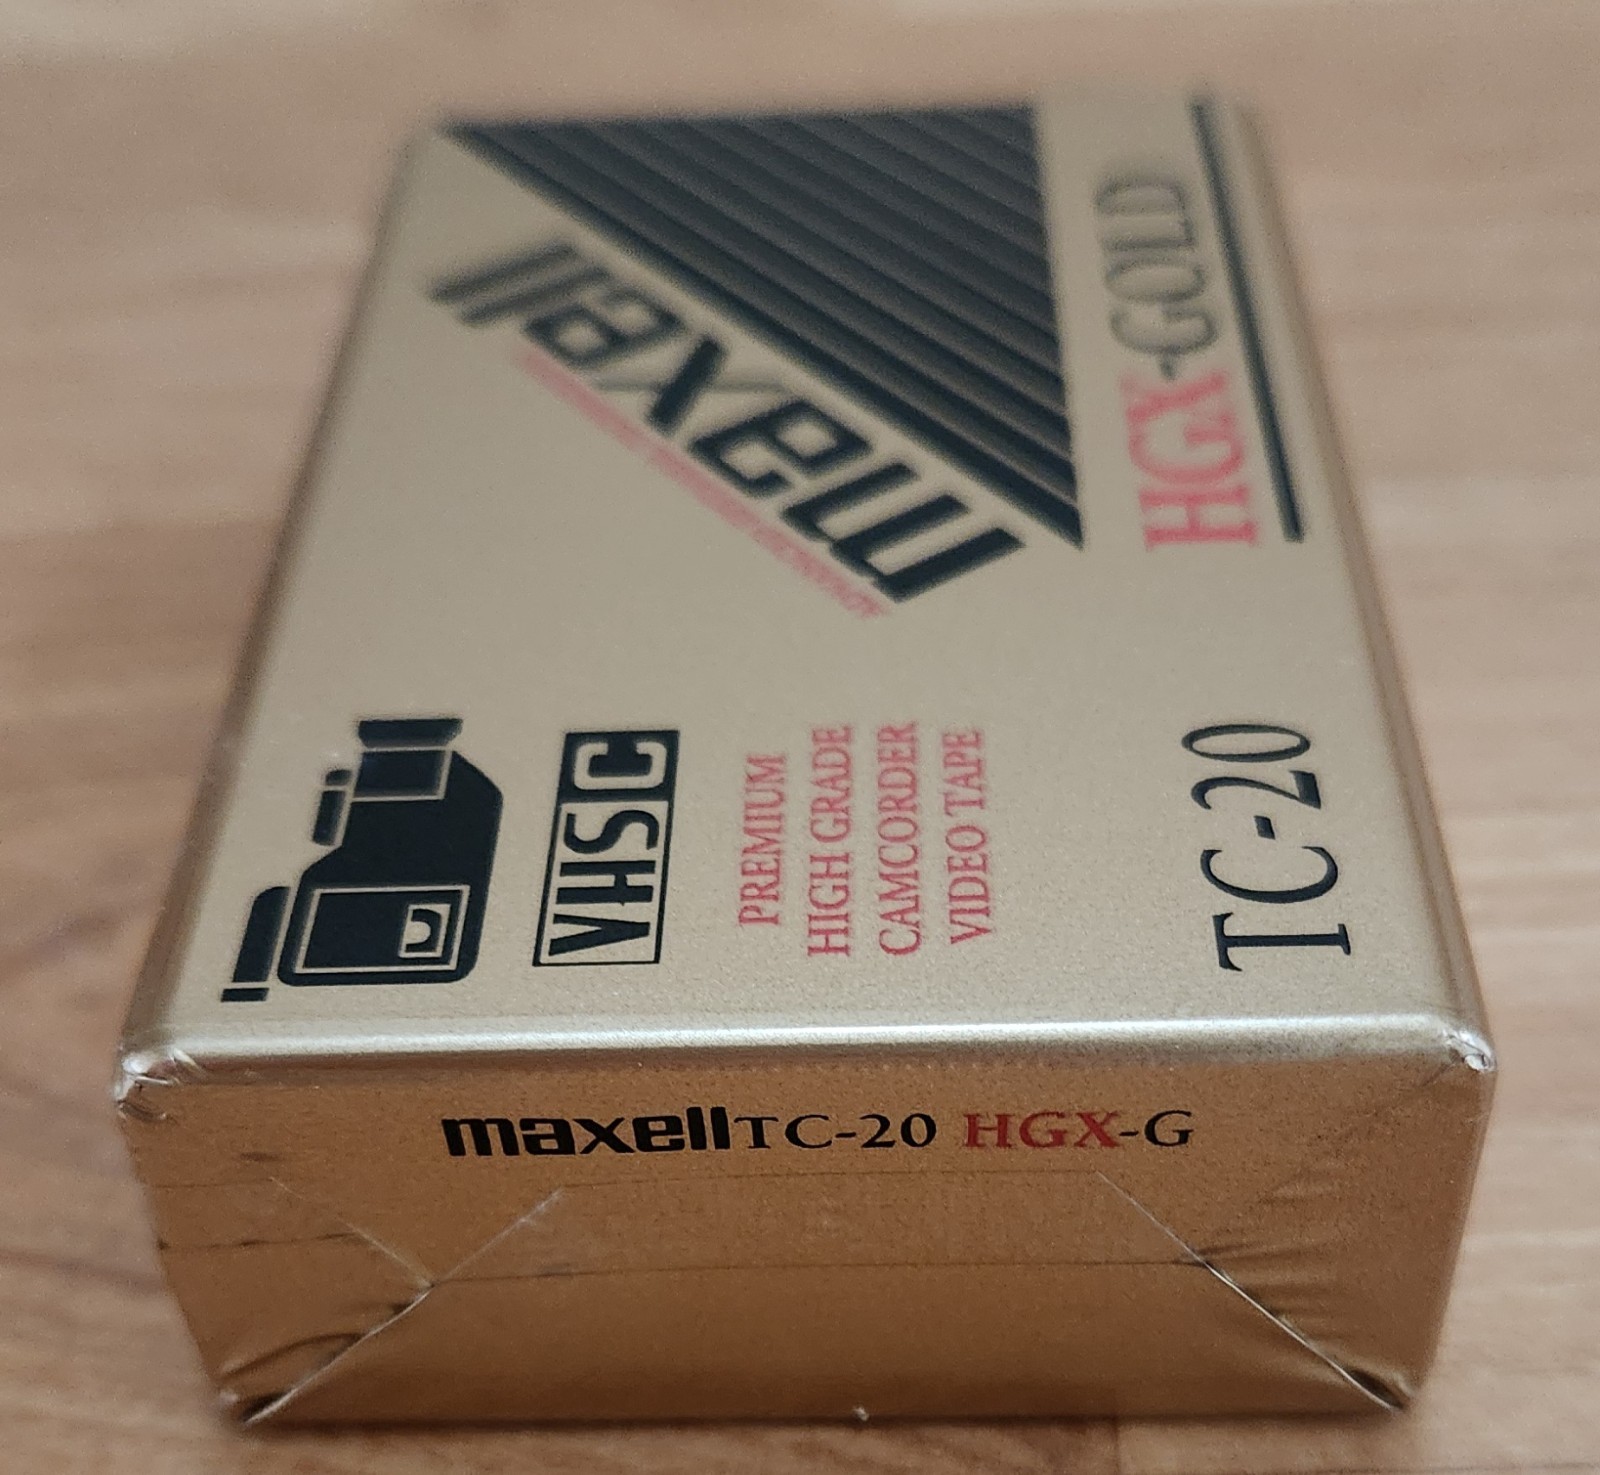 maxell
HGX-GOLD
VHS C
PREMIUM
HIGH GRADE
CAMCORDER
VIDEO TAPE
TC-20
maxell TC-20 HGX-G